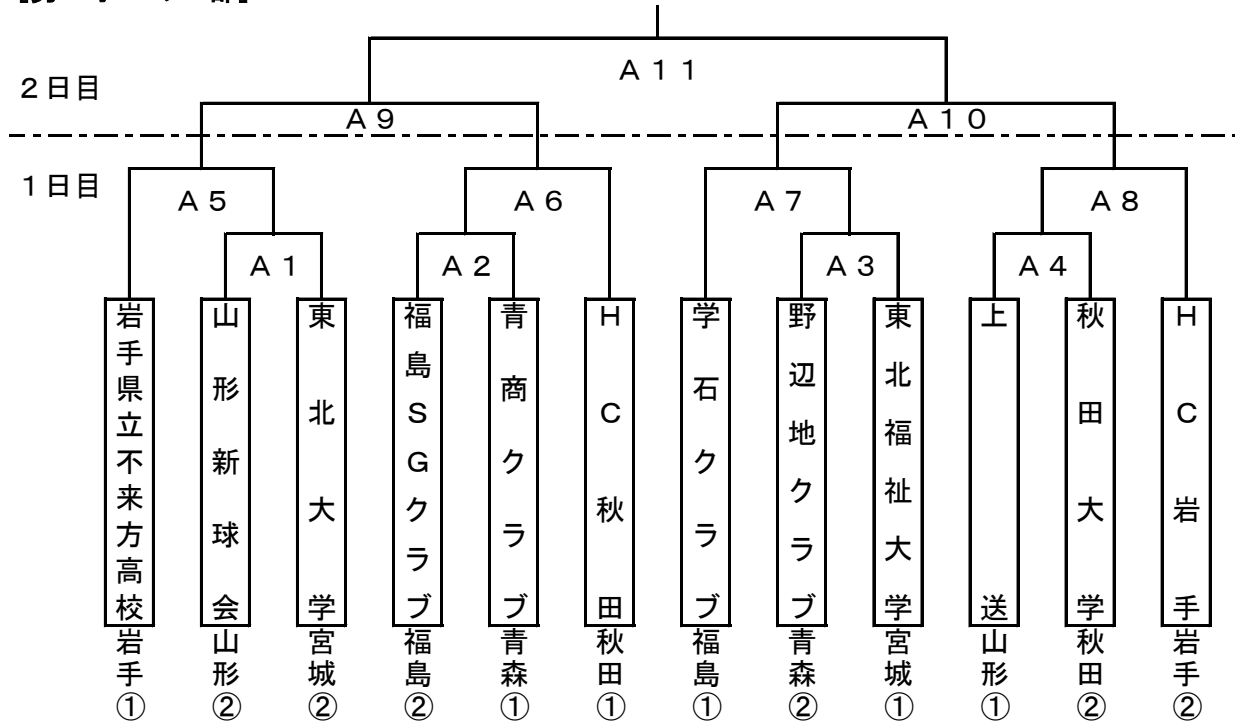 A11
2日目
A9
A10
1日目
A5
A6
A7
A8
A1
A2
A3
A4
岩手県立不来方高校
山形新球会
東北大学
福島SGクラブ
青商クラブ
HC秋田
学石クラブ
野辺地クラブ
東北福祉大学
上送
秋田大学
HC岩手
岩手①
山形②
宮城②
福島②
青森①
秋田①
福島①
青森②
宮城①
山形①
秋田②
岩手②